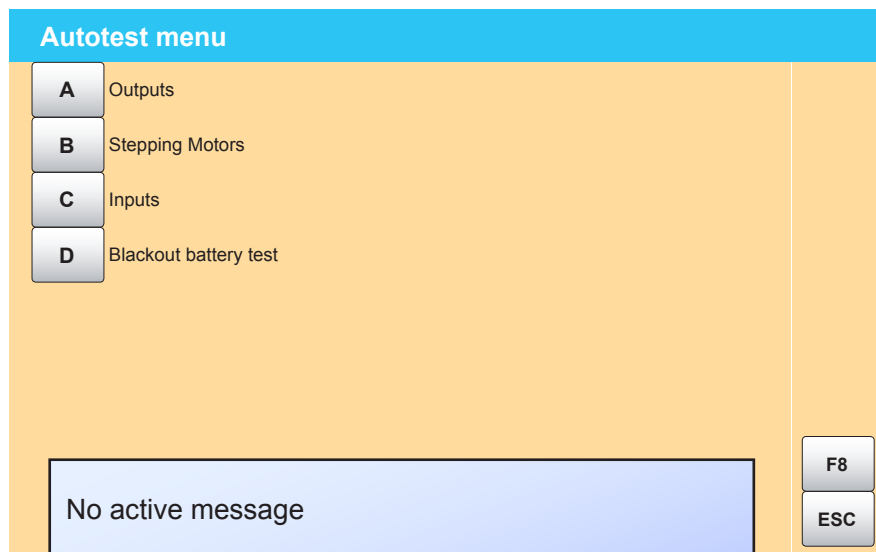 Autotest menu
A Outputs
B Stepping Motors
C Inputs
D Blackout battery test
F8
No active message
ESC